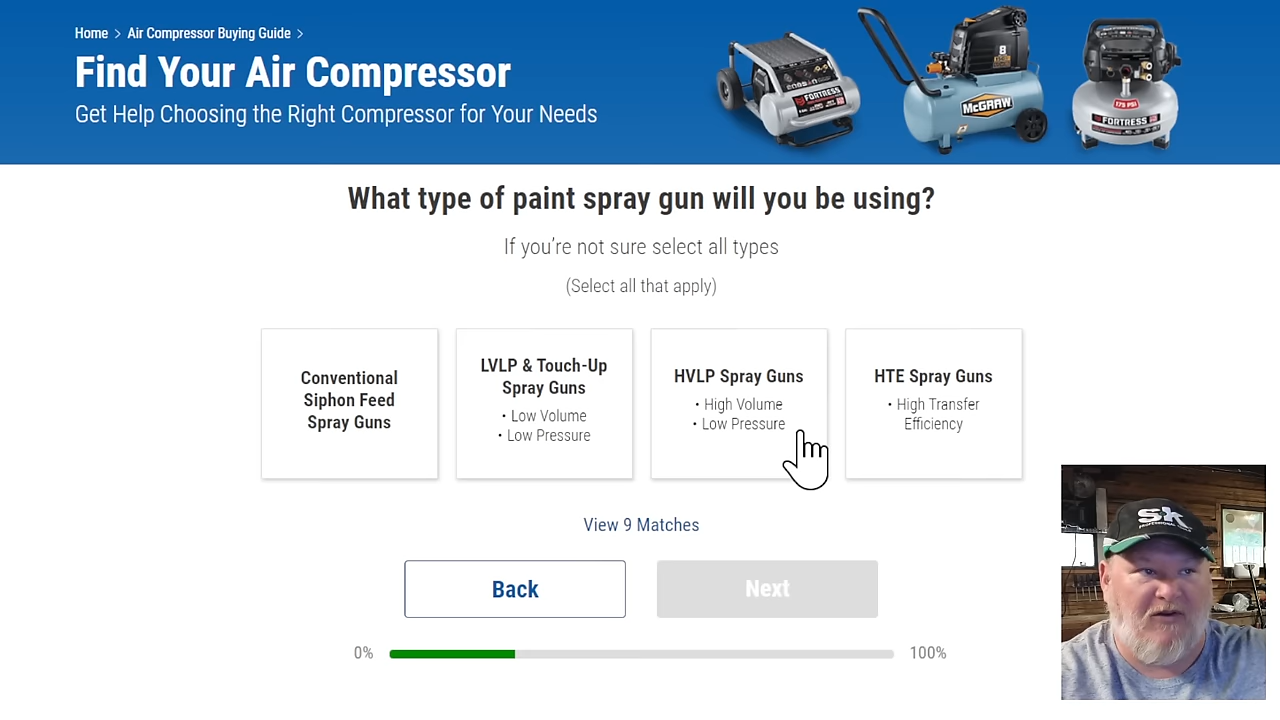 Home > Air Compressor Buying Guide >
Find Your Air Compressor
Get Help Choosing the Right Compressor for Your Needs
FORTRESS
8
McGRAW
175 PSI
FORTRESS
What type of paint spray gun will you be using?
If you’re not sure select all types
(Select all that apply)
Conventional
Siphon Feed
Spray Guns
LVLP & Touch-Up
Spray Guns
• Low Volume
• Low Pressure
HVLP Spray Guns
• High Volume
• Low Pressure
HTE Spray Guns
• High Transfer
Efficiency
View 9 Matches
Back
Next
0%
100%
sk